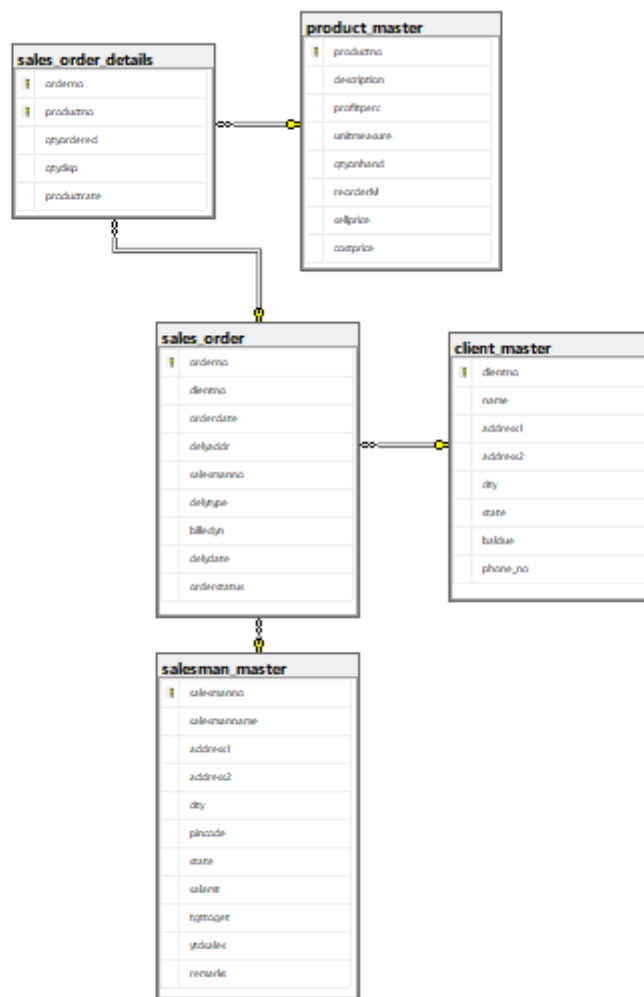 product_master
productno
description
profitperc
unitmeasure
qtyonhand
reorderlvl
sellprice
costprice
sales_order_details
orderno
productno
qtyordered
qtydisp
productrate
sales_order
orderno
clientno
orderdate
delyaddr
salesmanno
delytype
billedyn
delydate
orderstatus
client_master
clientno
name
address1
address2
city
state
baldue
phone_no
salesman_master
salesmanno
salesmanname
address1
address2
city
pincode
state
salamt
tgttoget
ytdsales
remarks